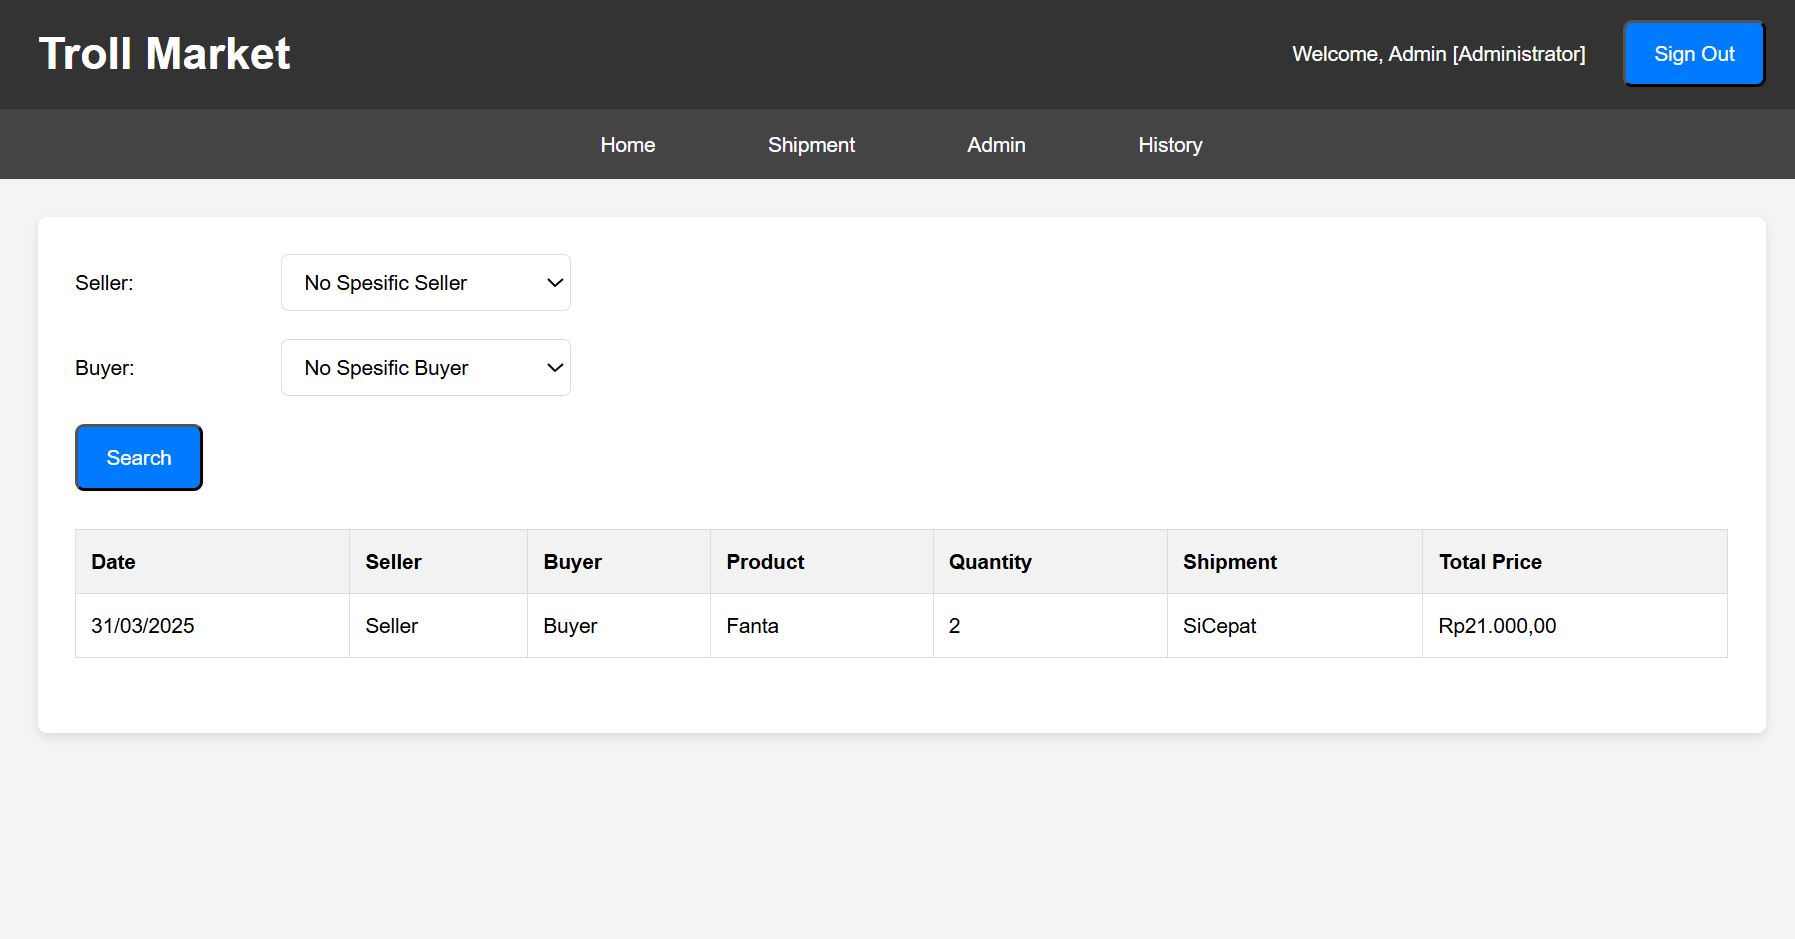 Troll Market
Welcome, Admin [Administrator]
Sign Out
Home Shipment Admin History
Seller: No Spesific Seller
Buyer: No Spesific Buyer
Search
Date Seller Buyer Product Quantity Shipment Total Price
31/03/2025 Seller Buyer Fanta 2 SiCepat Rp21.000,00